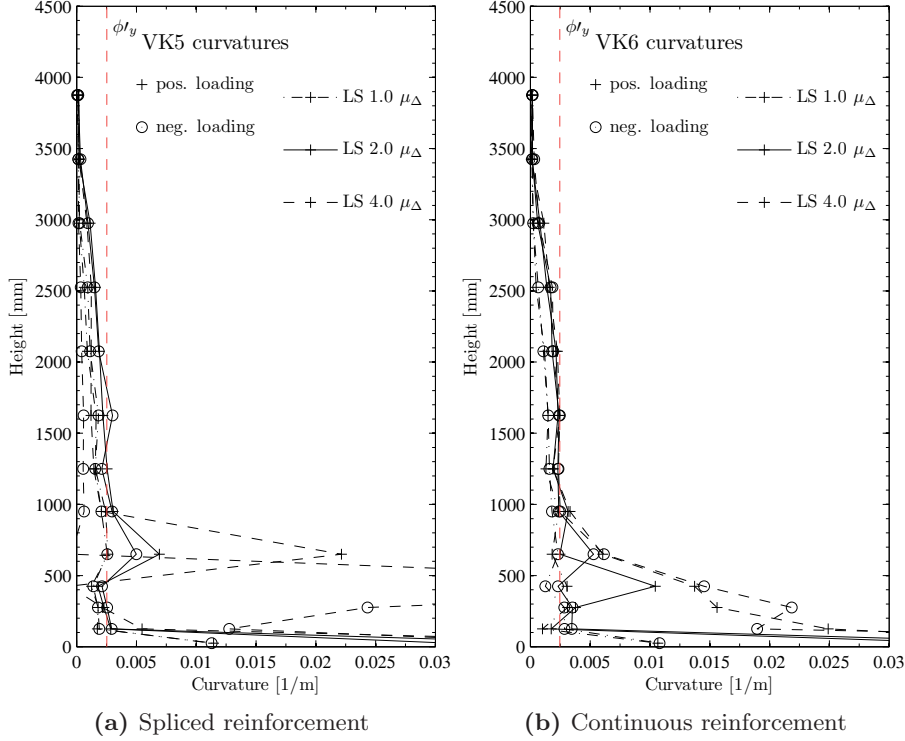 ϕ′y
VK5 curvatures
pos. loading
neg. loading
LS 1.0 μΔ
LS 2.0 μΔ
LS 4.0 μΔ
4500
4000
3500
3000
2500
2000
1500
1000
500
0
Height [mm]
0
0.005
0.01
0.015
0.02
0.025
0.03
Curvature [1/m]
(a) Spliced reinforcement
ϕ′y
VK6 curvatures
pos. loading
neg. loading
LS 1.0 μΔ
LS 2.0 μΔ
LS 4.0 μΔ
4500
4000
3500
3000
2500
2000
1500
1000
500
0
Height [mm]
0
0.005
0.01
0.015
0.02
0.025
0.03
Curvature [1/m]
(b) Continuous reinforcement